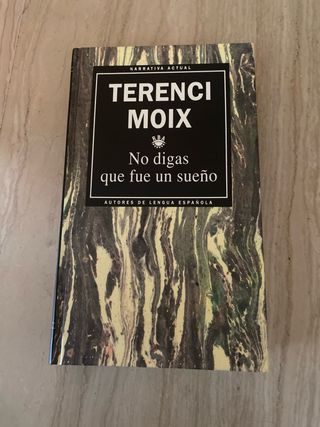 NARRATIVA ACTUAL
TERENCI
MOIX
No digas
que fue un sueño
AUTORES DE LENGUA ESPAÑOLA